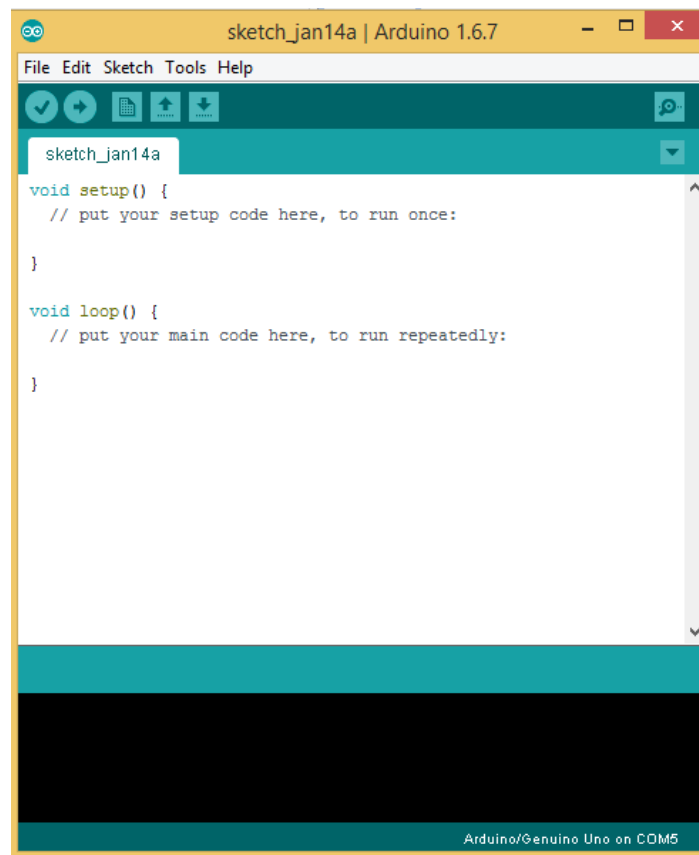 sketch_jan14a | Arduino 1.6.7
File Edit Sketch Tools Help
sketch_jan14a
void setup() {
  // put your setup code here, to run once:
}
void loop() {
  // put your main code here, to run repeatedly:
}
Arduino/Genuino Uno on COM5